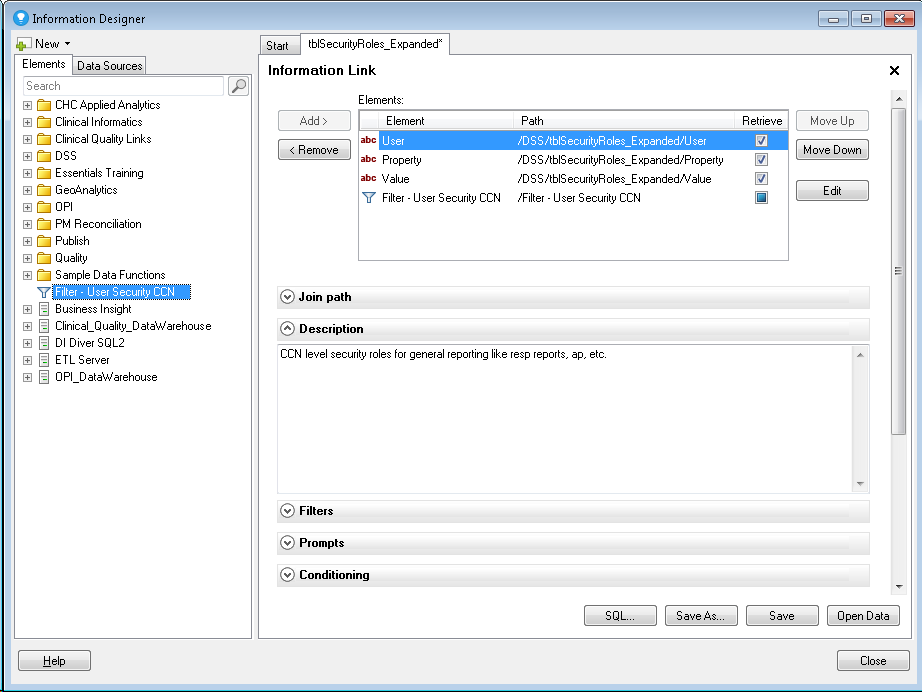 Information Designer
New
Elements
Data Sources
Search
CHC Applied Analytics
Clinical Informatics
Clinical Quality Links
DSS
Essentials Training
GeoAnalytics
OPI
PM Reconciliation
Publish
Quality
Sample Data Functions
Filter - User Security CCN
Business Insight
Clinical_Quality_DataWarehouse
DI Diver SQL2
ETL Server
OPI_DataWarehouse
Start
tblSecurityRoles_Expanded*
Information Link
Elements:
Add >
< Remove
Element Path Retrieve
abc User /DSS/tblSecurityRoles_Expanded/User
abc Property /DSS/tblSecurityRoles_Expanded/Property
abc Value /DSS/tblSecurityRoles_Expanded/Value
Filter - User Security CCN /Filter - User Security CCN
Move Up
Move Down
Edit
Join path
Description
CCN level security roles for general reporting like resp reports, ap, etc.
Filters
Prompts
Conditioning
SQL... Save As... Save Open Data
Help Close